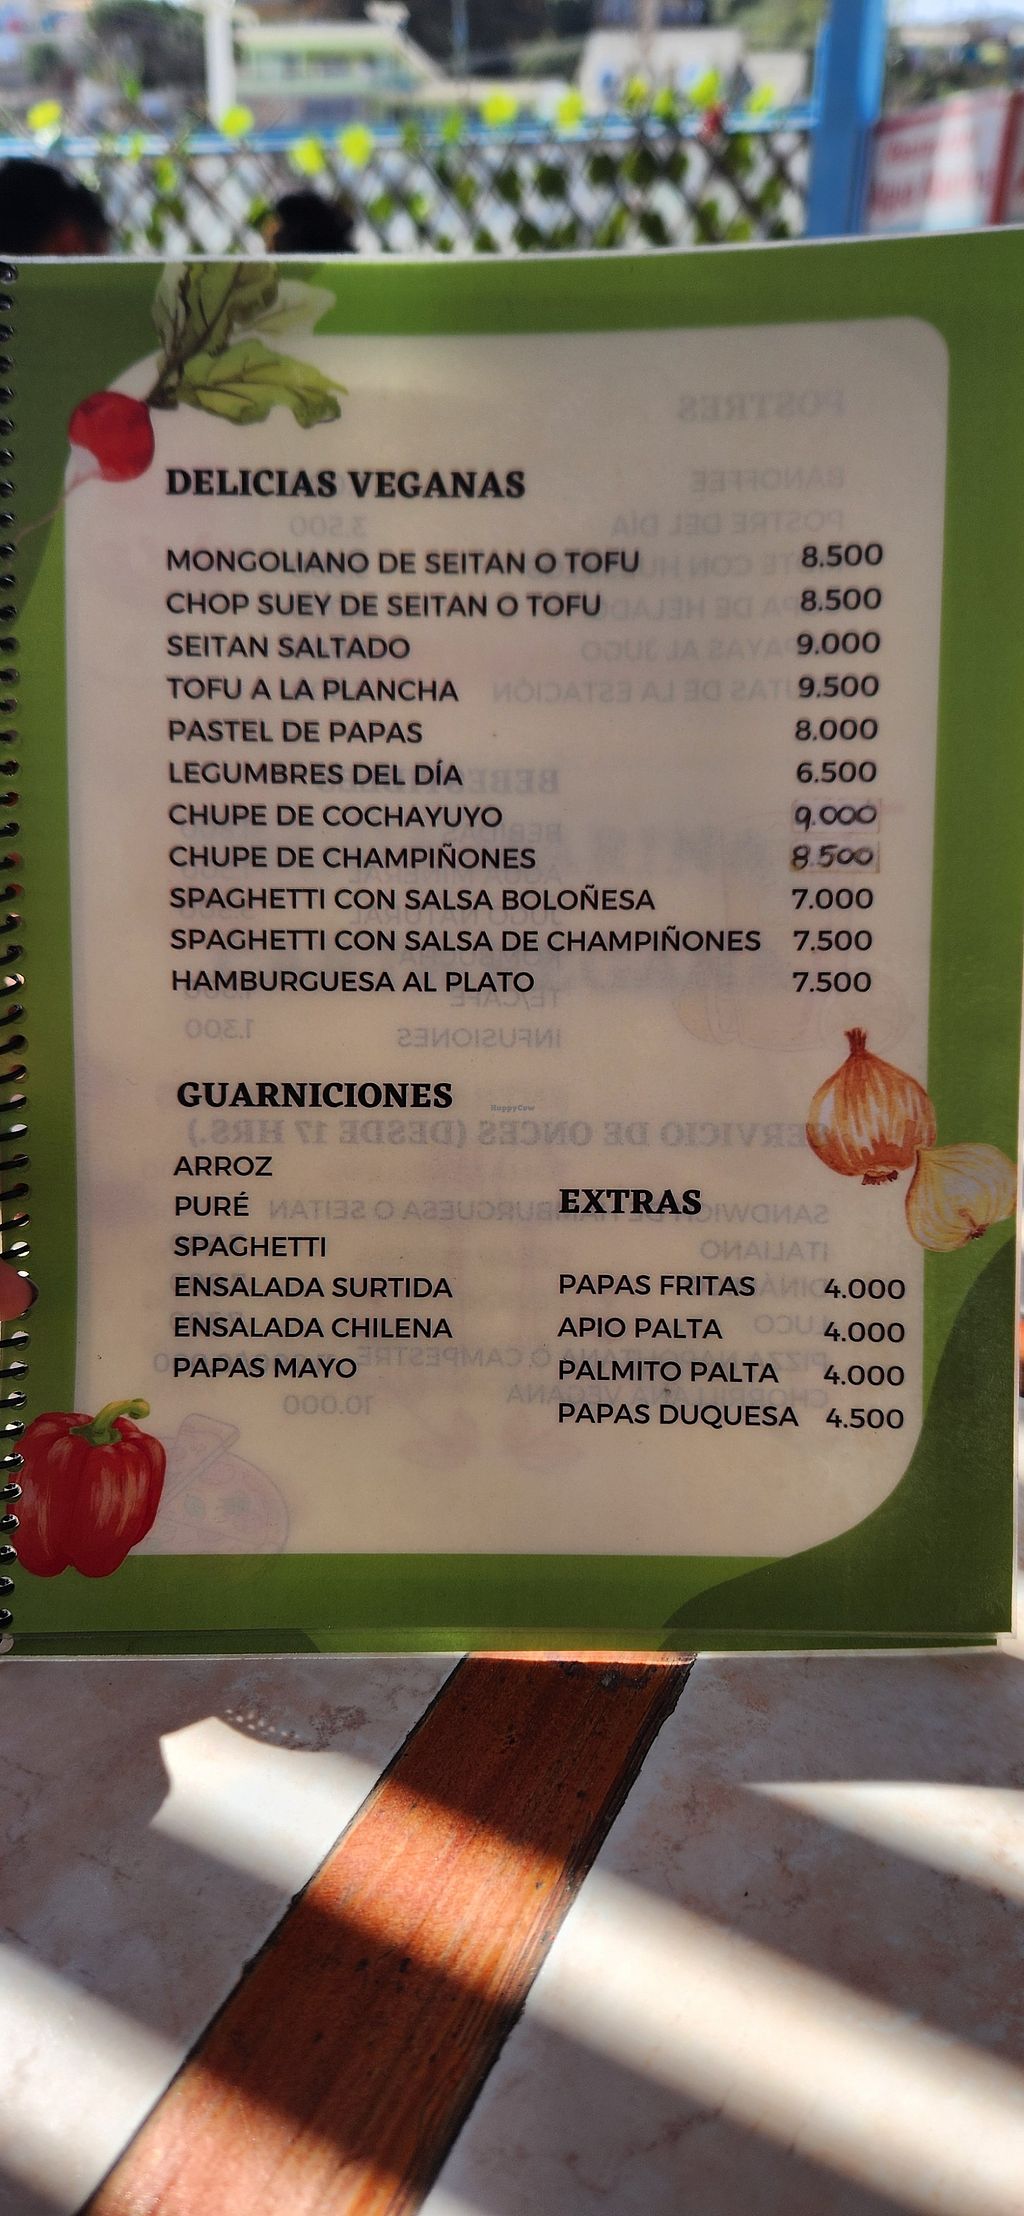 DELICIAS VEGANAS
MONGOLIANO DE SEITAN O TOFU 8.500
CHOP SUEY DE SEITAN O TOFU 8.500
SEITAN SALTADO 9.000
TOFU A LA PLANCHA 9.500
PASTEL DE PAPAS 8.000
LEGUMBRES DEL DÍA 6.500
CHUPE DE COCHAYUYO 9.000
CHUPE DE CHAMPIÑONES 8.500
SPAGHETTI CON SALSA BOLOÑESA 7.000
SPAGHETTI CON SALSA DE CHAMPIÑONES 7.500
HAMBURGUESA AL PLATO 7.500
GUARNICIONES
HappyCow
ARROZ
PURÉ
SPAGHETTI
ENSALADA SURTIDA
ENSALADA CHILENA
PAPAS MAYO
EXTRAS
PAPAS FRITAS 4.000
APIO PALTA 4.000
PALMITO PALTA 4.000
PAPAS DUQUESA 4.500